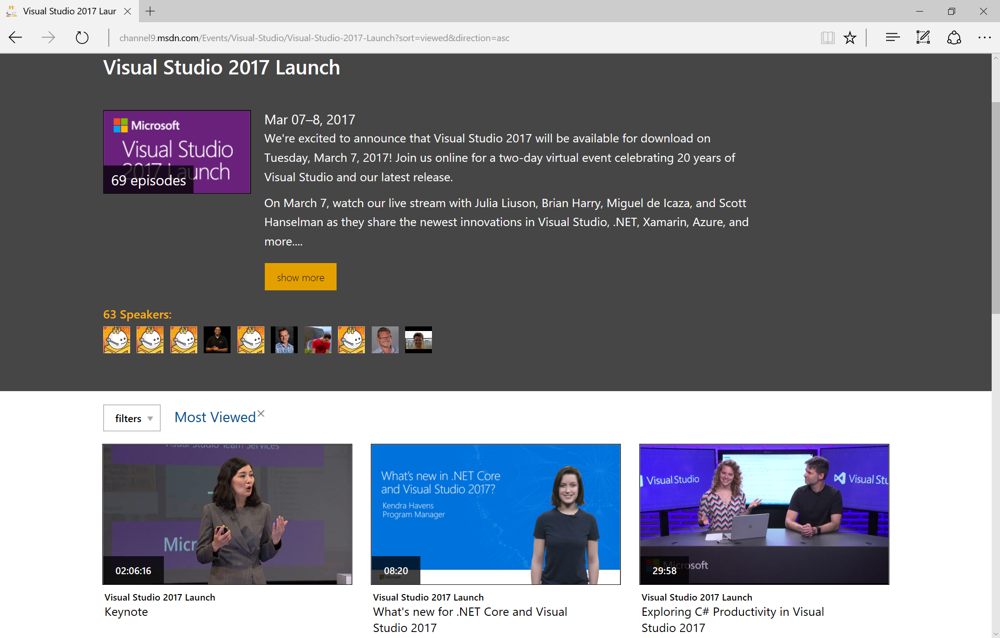 Visual Studio 2017 Laur
channel9.msdn.com/Events/Visual-Studio/Visual-Studio-2017-Launch?sort=viewed&direction=asc
Visual Studio 2017 Launch
Microsoft
Visual Studio
2017 Launch
69 episodes
Mar 07–8, 2017
We're excited to announce that Visual Studio 2017 will be available for download on
Tuesday, March 7, 2017! Join us online for a two-day virtual event celebrating 20 years of
Visual Studio and our latest release.
On March 7, watch our live stream with Julia Liuson, Brian Harry, Miguel de Icaza, and Scott
Hanselman as they share the newest innovations in Visual Studio, .NET, Xamarin, Azure, and
more....
show more
63 Speakers:
filters
Most Viewed
Visual Studio Team Services
Micr
02:06:16
Visual Studio 2017 Launch
Keynote
What's new in .NET Core
and Visual Studio 2017?
Kendra Havens
Program Manager
08:20
Microsoft
Visual Studio 2017 Launch
What's new for .NET Core and Visual
Studio 2017
Visual Studio
Visual Stu
Microsoft
29:58
Visual Studio 2017 Launch
Exploring C# Productivity in Visual
Studio 2017